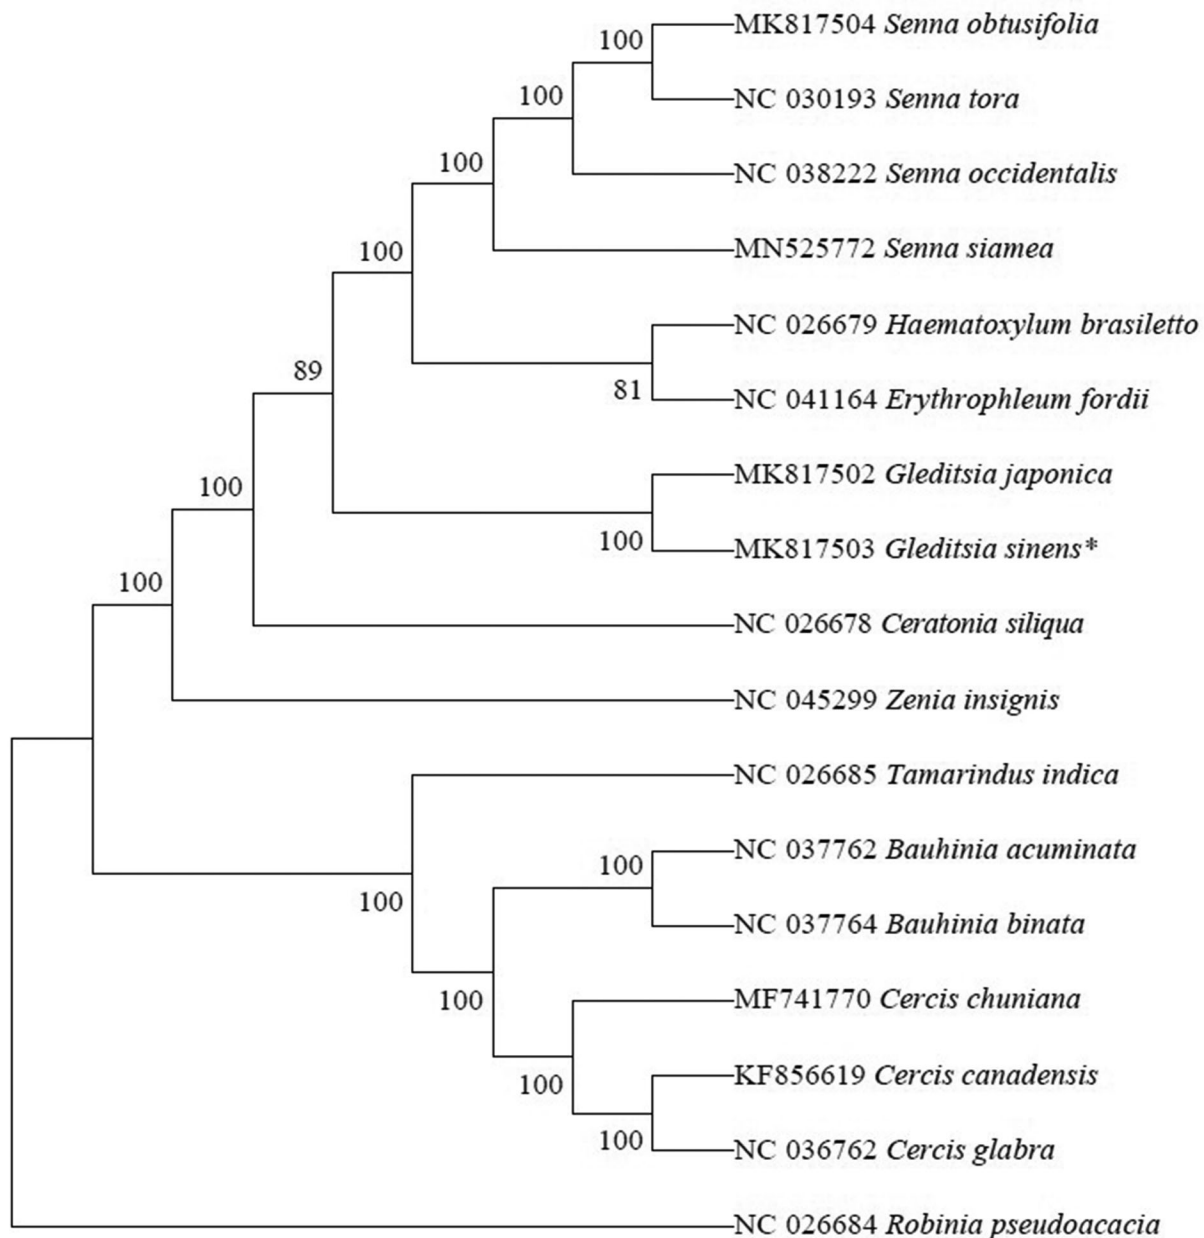 MK817504 Senna obtusifolia
100
NC 030193 Senna tora
100
NC 038222 Senna occidentalis
100
MN525772 Senna siamea
100
NC 026679 Haematoxylum brasiletto
89
81
NC 041164 Erythrophleum fordii
MK817502 Gleditsia japonica
100
100
MK817503 Gleditsia sinens*
100
NC 026678 Ceratonia siliqua
NC 045299 Zenia insignis
NC 026685 Tamarindus indica
NC 037762 Bauhinia acuminata
100
100
NC 037764 Bauhinia binata
100
MF741770 Cercis chuniana
100
KF856619 Cercis canadensis
100
NC 036762 Cercis glabra
NC 026684 Robinia pseudoacacia